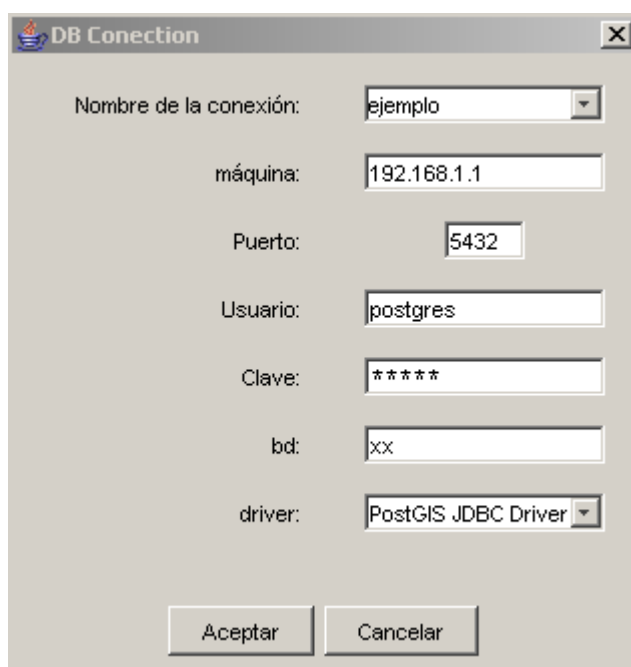 DB Conection
Nombre de la conexión: ejemplo
máquina: 192.168.1.1
Puerto: 5432
Usuario: postgres
Clave: *****
bd: xx
driver: PostGIS JDBC Driver
Aceptar Cancelar